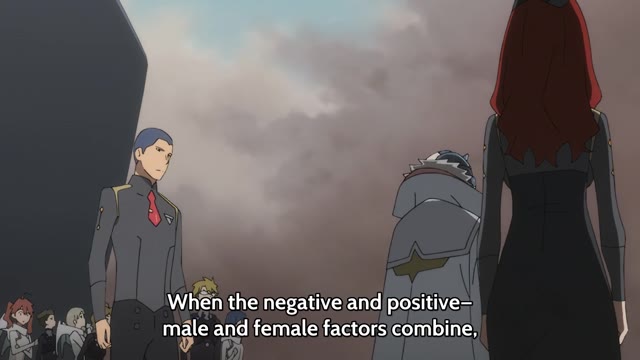 When the negative and positive–
male and female factors combine,